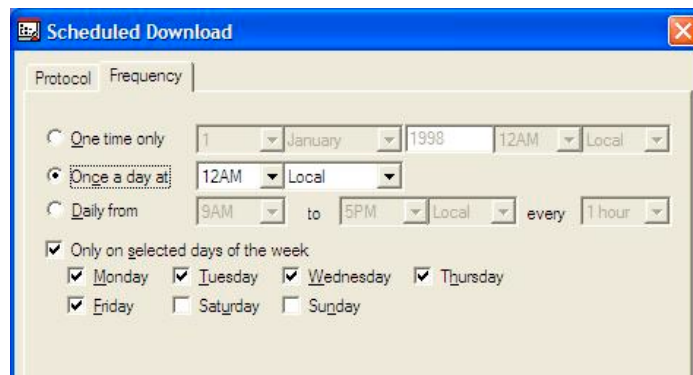 Scheduled Download
Protocol Frequency
One time only 1 January 1998 12AM Local
Once a day at 12AM Local
Daily from 9AM to 5PM Local every 1 hour
Only on selected days of the week
Monday Tuesday Wednesday Thursday
Friday Saturday Sunday